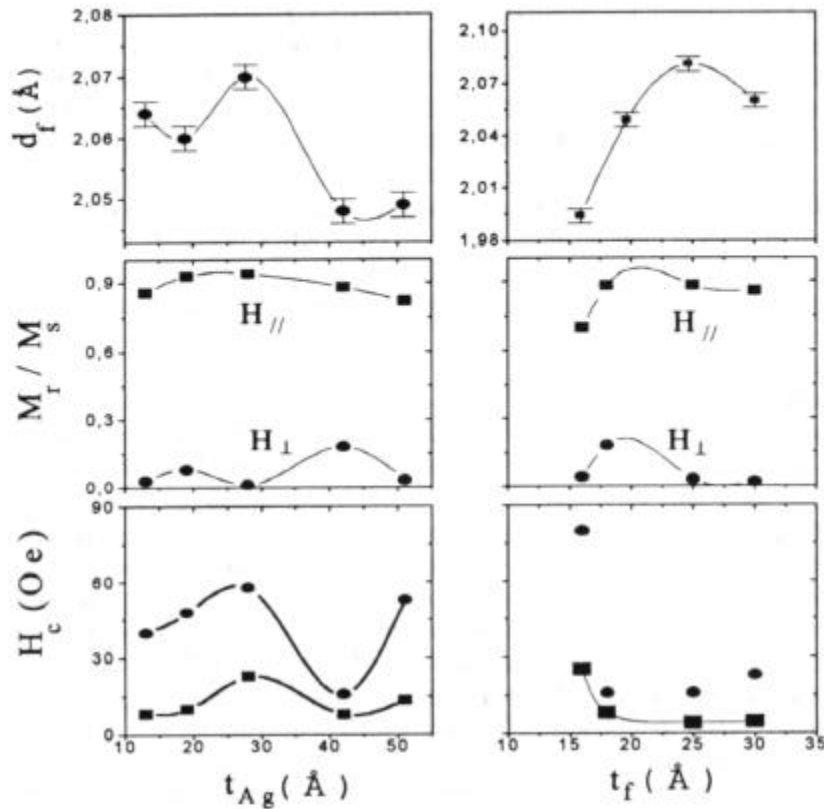 2,08
2,07
2,06
2,05
d_f (Å)
2,10
2,07
2,04
2,01
1,98
0,9
0,6
0,3
0,0
M_r / M_s
H_//
H_⊥
H_//
H_⊥
90
60
30
0
H_c (Oe)
10 20 30 40 50
t_Ag (Å)
10 15 20 25 30 35
t_f (Å)